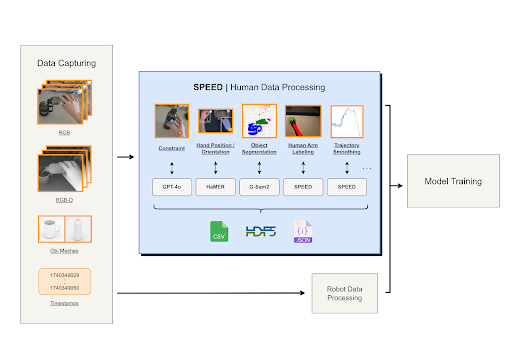 Data Capturing
RGB
RGB-D
Obj Meshes
1740349029
:
1740349050
Timestamps
SPEED | Human Data Processing
Constraint
Hand Position /
Orientation
Object
Segmentation
Human Arm
Labeling
Trajectory
Smoothing
...
GPT-4o
HaMER
G-Sam2
SPEED
SPEED
CSV
HDF5
{;}
JSON
Robot Data
Processing
Model Training